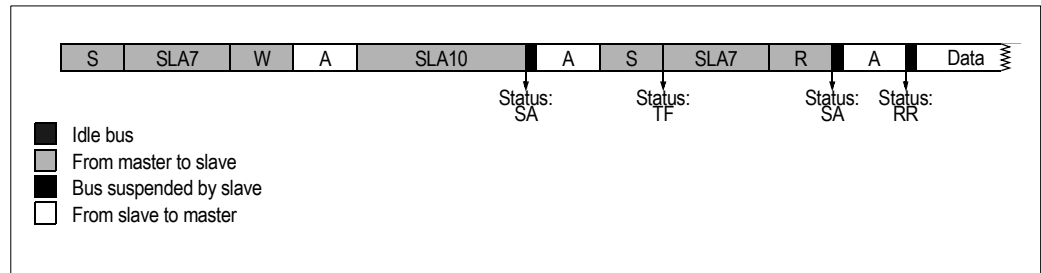 S SLA7 W A SLA10 A S SLA7 R A Data
Status: Status: Status: Status:
SA TF SA RR
Idle bus
From master to slave
Bus suspended by slave
From slave to master